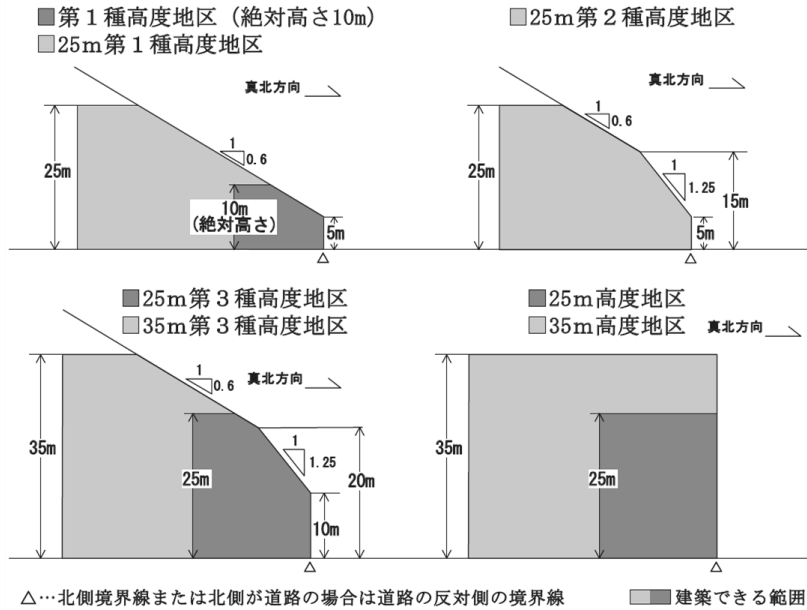 ■第１種高度地区（絶対高さ10m）
■25m第１種高度地区
真北方向
1
0.6
25m
10m
(絶対高さ)
5m
△
■25m第２種高度地区
真北方向
1
0.6
1
1.25
25m
15m
5m
△
■25m第３種高度地区
■35m第３種高度地区
真北方向
1
0.6
1
1.25
35m
25m
20m
10m
△
■25m高度地区
■35m高度地区
真北方向
35m
25m
△
△…北側境界線または北側が道路の場合は道路の反対側の境界線
建築できる範囲